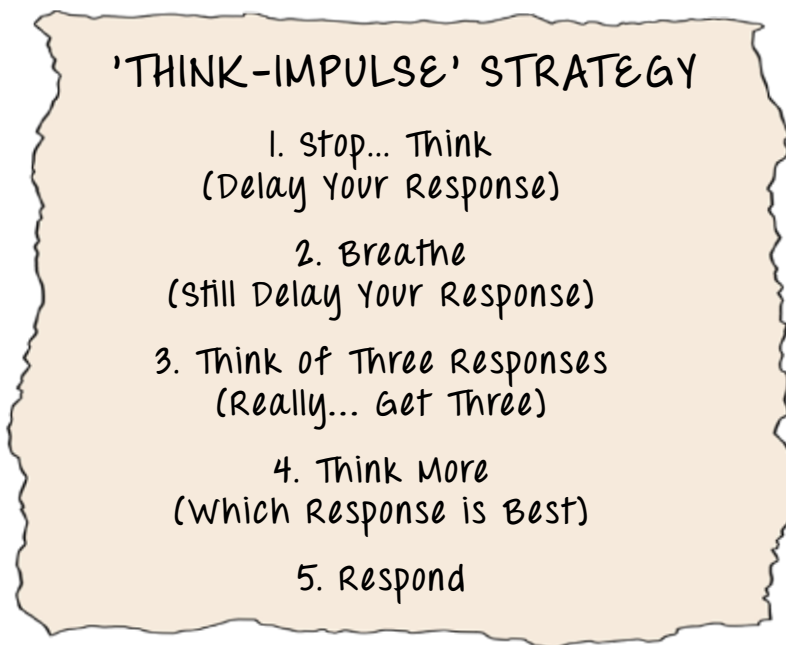 'THINK-IMPULSE' STRATEGY
1. Stop... Think
(Delay Your Response)
2. Breathe
(Still Delay Your Response)
3. Think of Three Responses
(Really... Get Three)
4. Think More
(Which Response is Best)
5. Respond